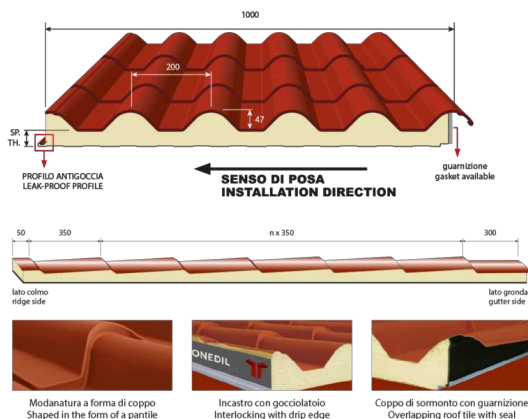 1000
200
47
SP.
TH.
PROFILO ANTIGOCCIA
LEAK-PROOF PROFILE
SENSO DI POSA
INSTALLATION DIRECTION
guarnizione
gasket available
50
350
n x 350
300
lato colmo
ridge side
lato gronda
gutter side
ONEDIL
Modanatura a forma di coppo
Shaped in the form of a pantile
Incastro con gocciolatoio
Interlocking with drip edge
Coppo di sormonto con guarnizione
Overlapping roof tile with seal